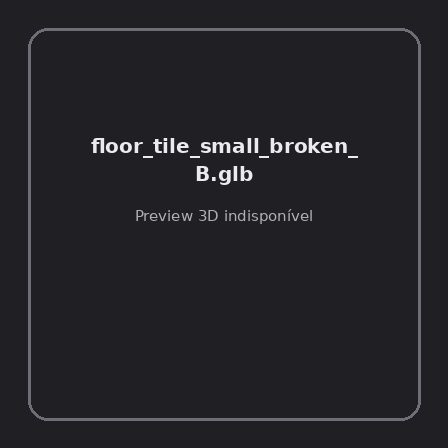 floor_tile_small_broken_
B.glb
Preview 3D indisponível